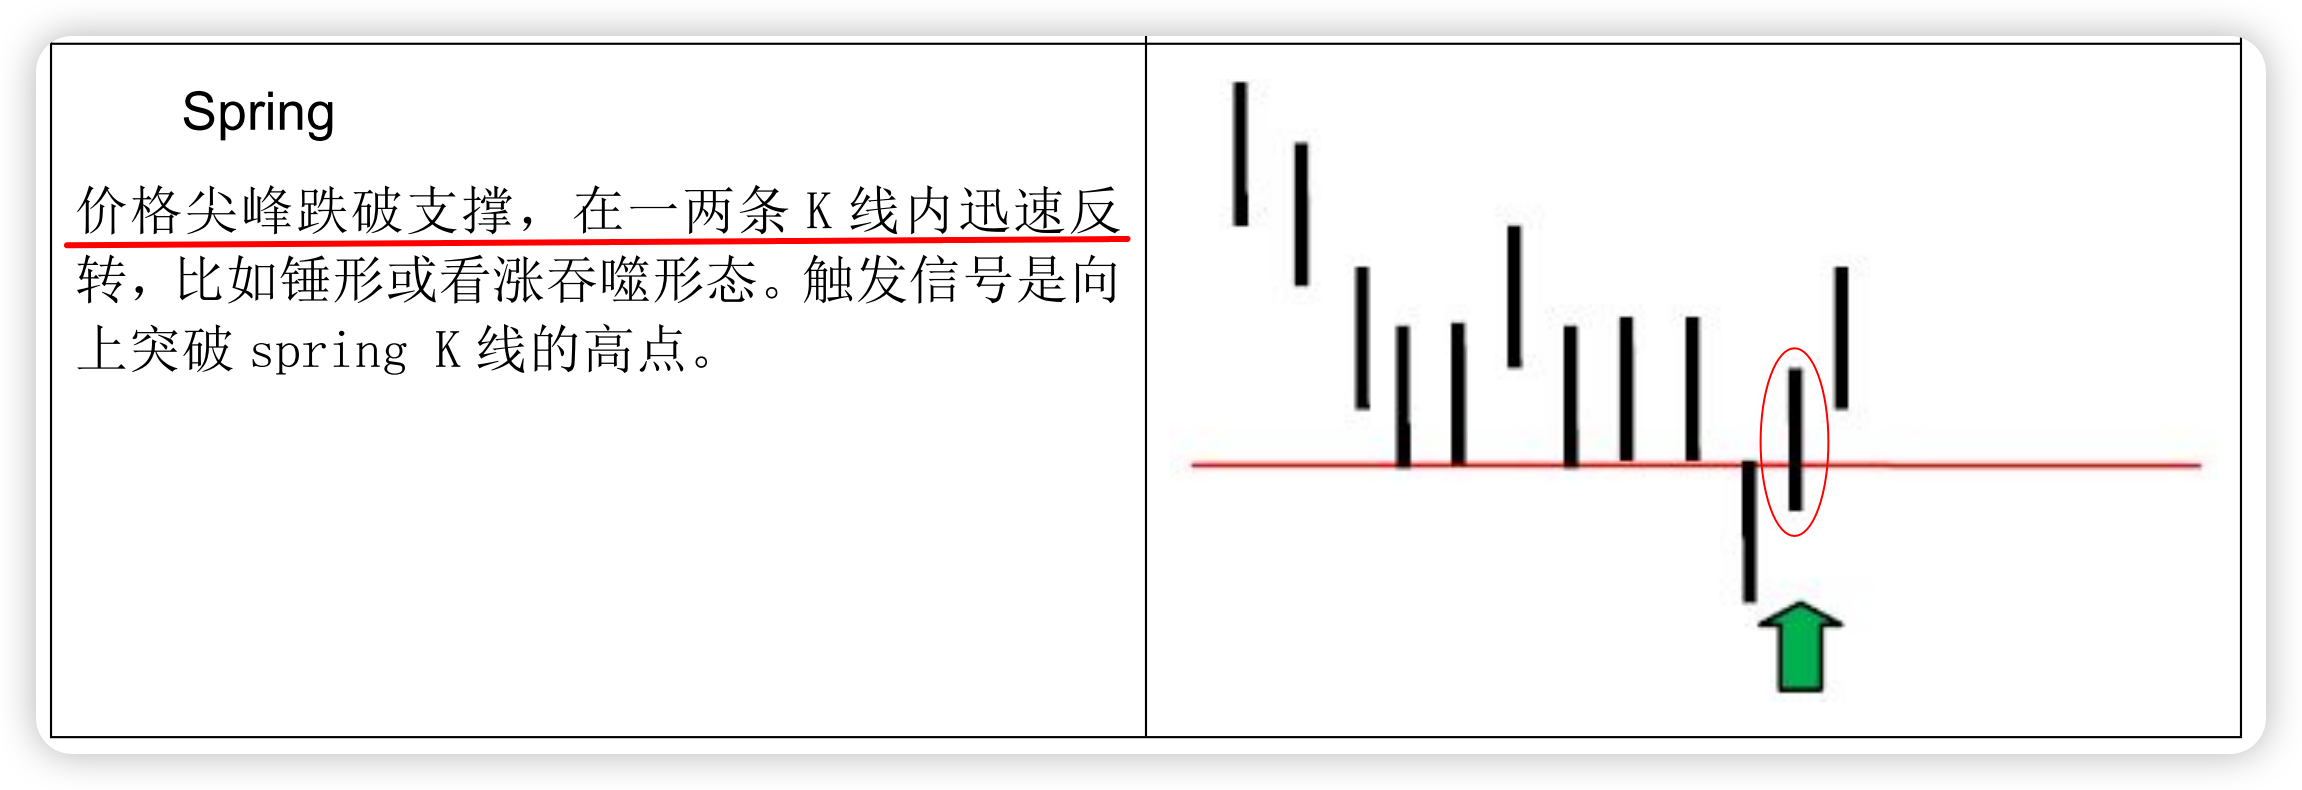 Spring
价格尖峰跌破支撑，在一两条 K 线内迅速反
转，比如锤形或看涨吞噬形态。触发信号是向
上突破 spring K 线的高点。